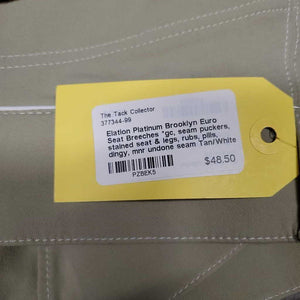 The Tack Collector
377344-99
Elation Platinum Brooklyn Euro
Seat Breeches *gc, seam puckers,
stained seat & legs, rubs, pills,
dingy, mnr undone seam Tan/White
$48.50
PZ8EK5